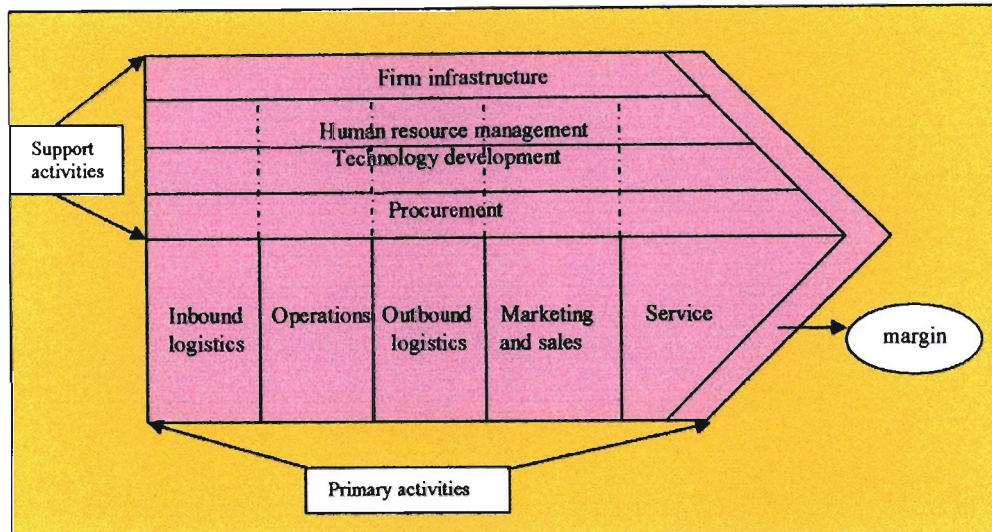 Firm infrastructure
Human resource management
Technology development
Procurement
Support
activities
Inbound
logistics
Operations
Outbound
logistics
Marketing
and sales
Service
margin
Primary activities